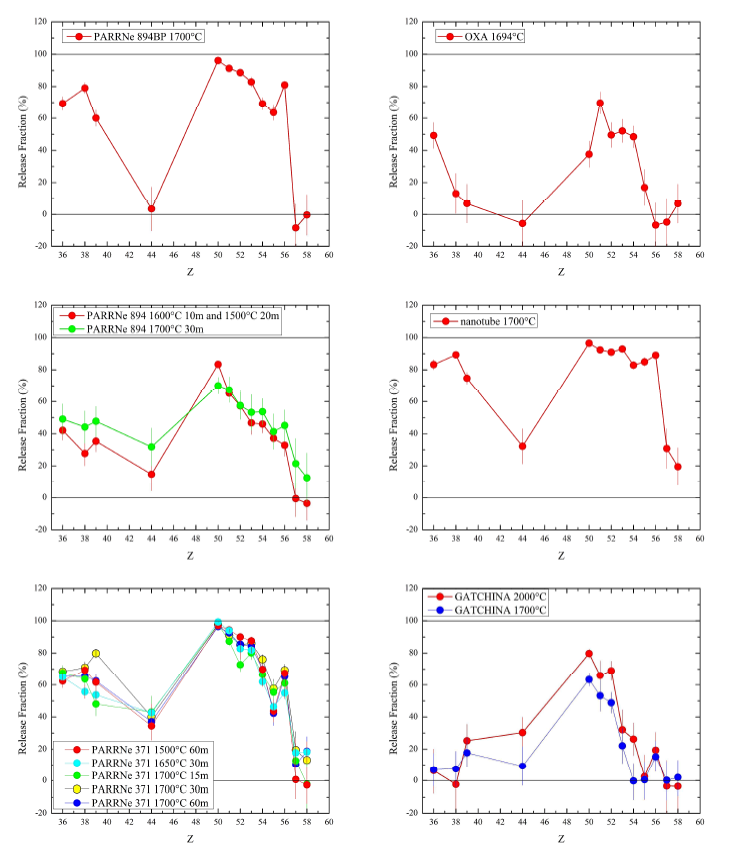 PARRNe 894BP 1700°C
120
100
80
60
40
20
0
-20
Release Fraction (%)
36 38 40 42 44 46 48 50 52 54 56 58 60
Z
OXA 1694°C
120
100
80
60
40
20
0
-20
Release Fraction (%)
36 38 40 42 44 46 48 50 52 54 56 58 60
Z
PARRNe 894 1600°C 10m and 1500°C 20m
PARRNe 894 1700°C 30m
120
100
80
60
40
20
0
-20
Release Fraction (%)
36 38 40 42 44 46 48 50 52 54 56 58 60
Z
nanotube 1700°C
120
100
80
60
40
20
0
-20
Release Fraction (%)
36 38 40 42 44 46 48 50 52 54 56 58 60
Z
120
100
80
60
40
20
0
-20
Release Fraction (%)
PARRNe 371 1500°C 60m
PARRNe 371 1650°C 30m
PARRNe 371 1700°C 15m
PARRNe 371 1700°C 30m
PARRNe 371 1700°C 60m
36 38 40 42 44 46 48 50 52 54 56 58 60
Z
GATCHINA 2000°C
GATCHINA 1700°C
120
100
80
60
40
20
0
-20
Release Fraction (%)
36 38 40 42 44 46 48 50 52 54 56 58 60
Z